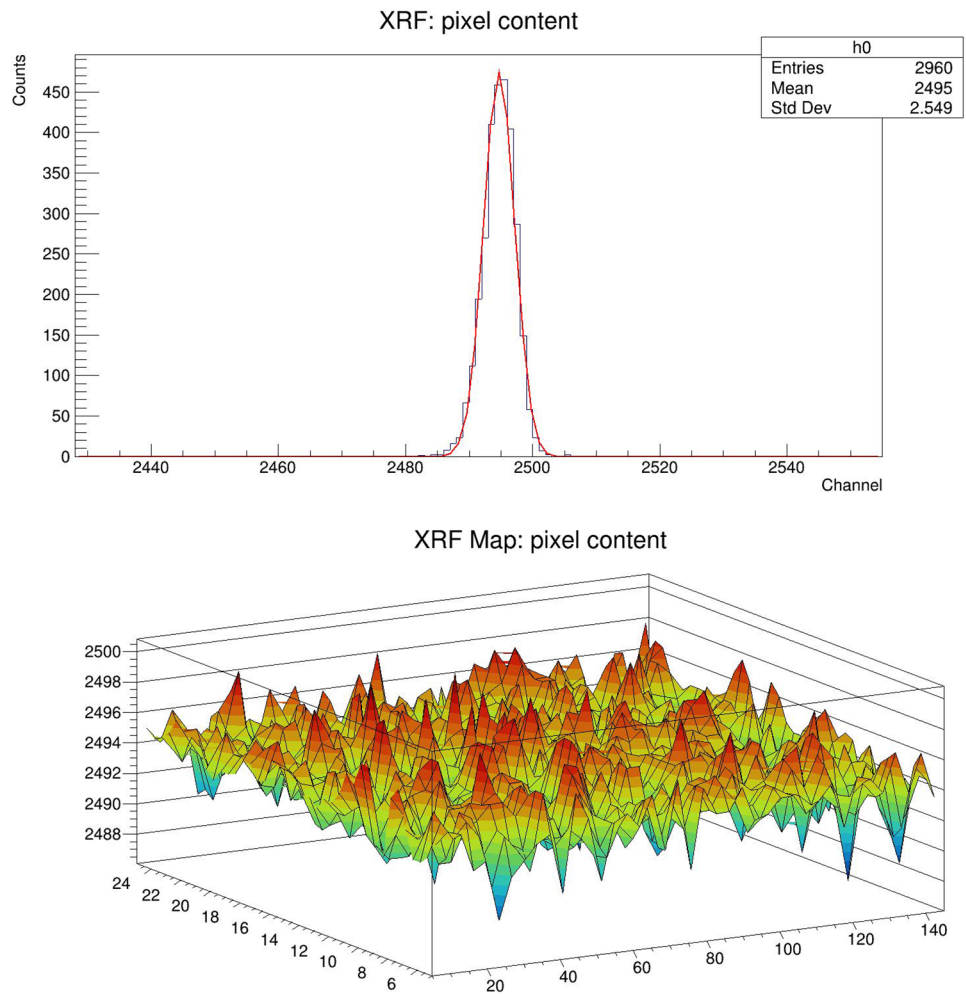 XRF: pixel content
h0
Entries 2960
Mean 2495
Std Dev 2.549
Counts
450
400
350
300
250
200
150
100
50
0
2440 2460 2480 2500 2520 2540
Channel
XRF Map: pixel content
2500
2498
2496
2494
2492
2490
2488
24 22 20 18 16 14 12 10 8 6
20 40 60 80 100 120 140